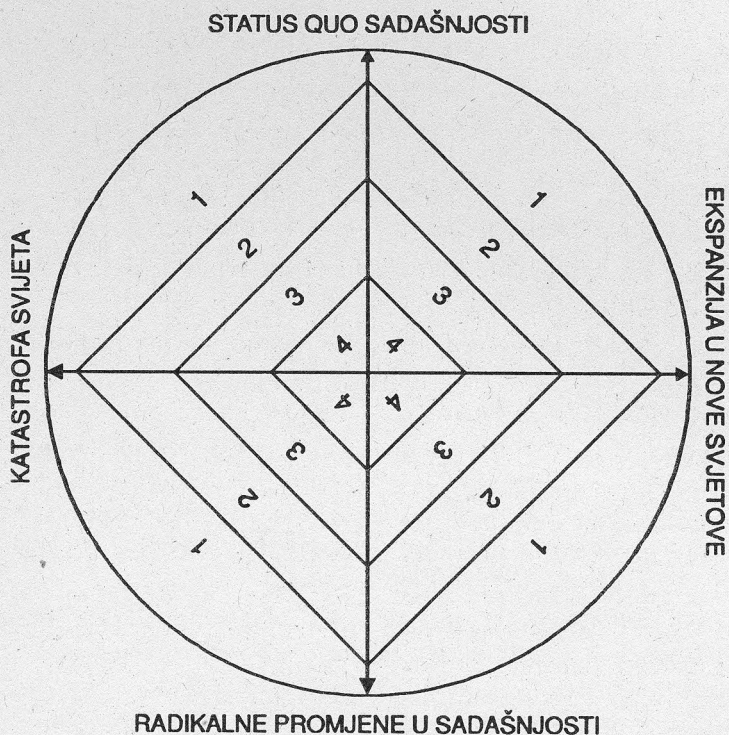 STATUS QUO SADAŠNJOSTI
1 1
2 2
3 3
KATASTROFA SVIJETA
EKSPANZIJA U NOVE SVJETOVE
4 4
4 4
3 3
2 2
1 1
RADIKALNE PROMJENE U SADAŠNJOSTI